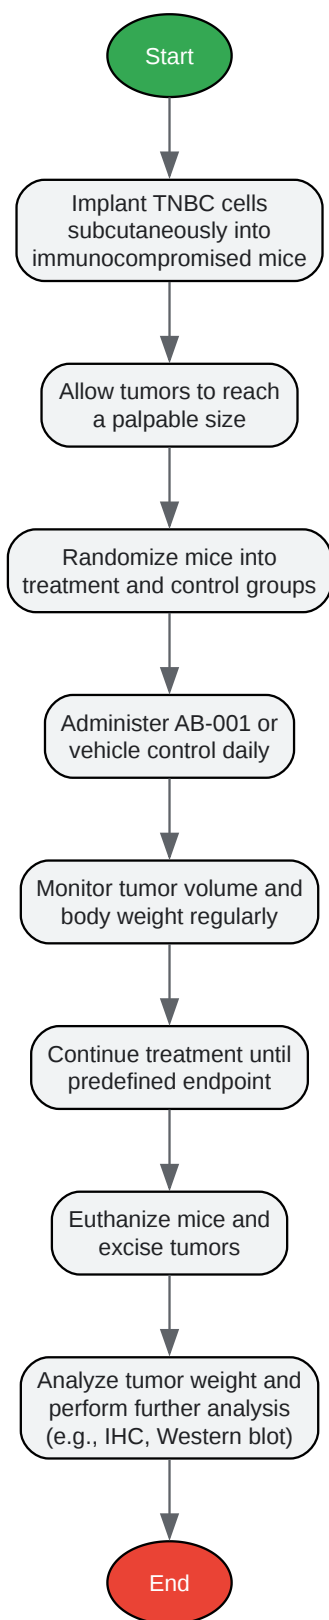 Start
Implant TNBC cells
subcutaneously into
immunocompromised mice
Allow tumors to reach
a palpable size
Randomize mice into
treatment and control groups
Administer AB-001 or
vehicle control daily
Monitor tumor volume and
body weight regularly
Continue treatment until
predefined endpoint
Euthanize mice and
excise tumors
Analyze tumor weight and
perform further analysis
(e.g., IHC, Western blot)
End